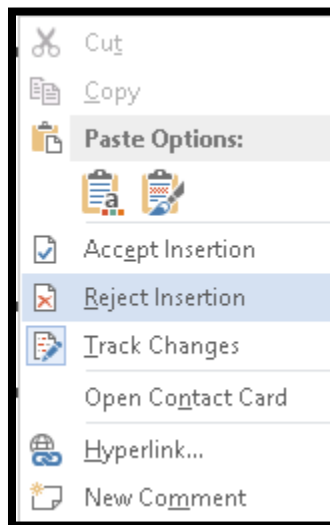 Cut
Copy
Paste Options:
a
Accept Insertion
Reject Insertion
Track Changes
Open Contact Card
Hyperlink...
New Comment